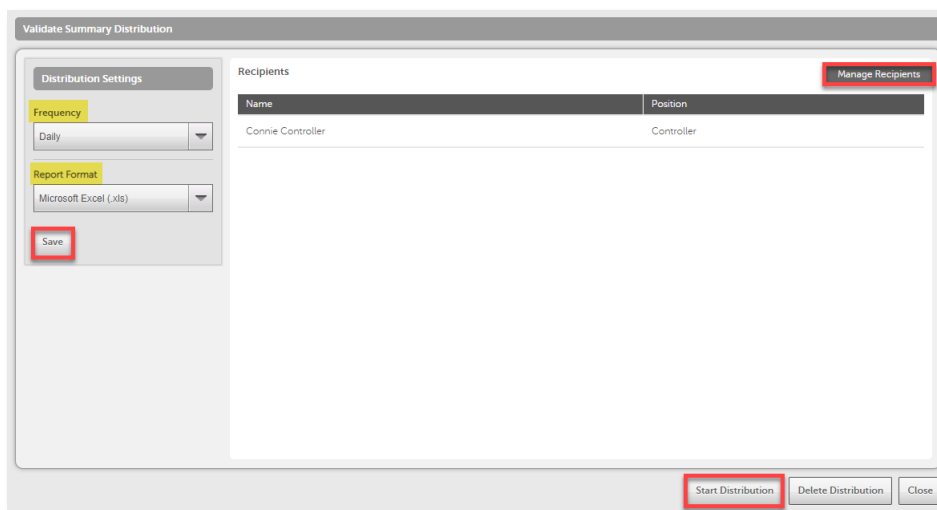 Validate Summary Distribution
Distribution Settings
Frequency
Daily
Report Format
Microsoft Excel (.xls)
Save
Recipients
Manage Recipients
Name Position
Connie Controller Controller
Start Distribution Delete Distribution Close